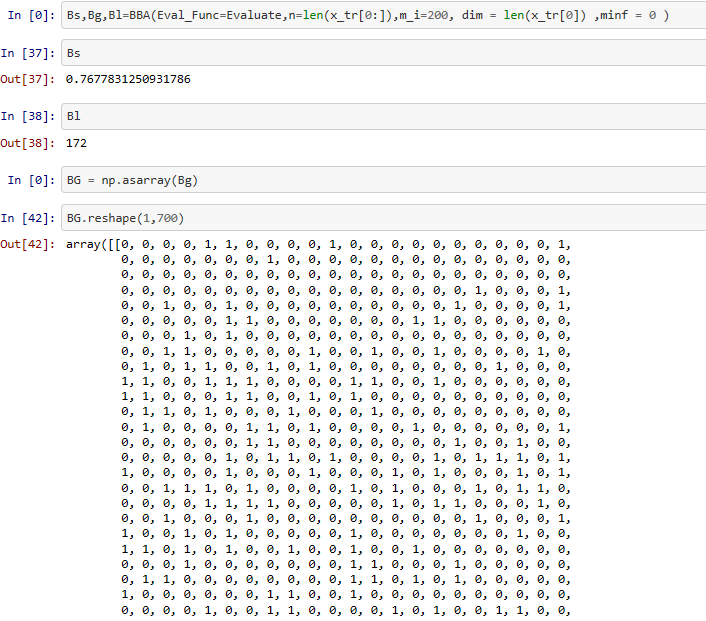 In [0]: Bs,Bg,Bl=BBA(Eval_Func=Evaluate,n=len(x_tr[0:]),m_i=200, dim = len(x_tr[0]) ,minf = 0 )
In [37]: Bs
Out[37]: 0.7677831250931786
In [38]: Bl
Out[38]: 172
In [0]: BG = np.asarray(Bg)
In [42]: BG.reshape(1,700)
Out[42]: array([[0, 0, 0, 0, 1, 1, 0, 0, 0, 0, 1, 0, 0, 0, 0, 0, 0, 0, 0, 0, 0, 1,
0, 0, 0, 0, 0, 0, 0, 1, 0, 0, 0, 0, 0, 0, 0, 0, 0, 0, 0, 0, 0, 0,
0, 0, 0, 0, 0, 0, 0, 0, 0, 0, 0, 0, 0, 0, 0, 0, 0, 0, 0, 0, 0, 0,
0, 0, 0, 0, 0, 0, 0, 0, 0, 0, 0, 0, 0, 0, 0, 0, 0, 1, 0, 0, 0, 1,
0, 0, 1, 0, 0, 1, 0, 0, 0, 0, 0, 0, 0, 0, 0, 0, 1, 0, 0, 0, 0, 1,
0, 0, 0, 0, 0, 1, 1, 0, 0, 0, 0, 0, 0, 0, 1, 1, 0, 0, 0, 0, 0, 0,
0, 0, 0, 1, 0, 1, 0, 0, 0, 0, 0, 0, 0, 0, 0, 0, 0, 0, 0, 0, 0, 0,
0, 0, 1, 1, 0, 0, 0, 0, 0, 1, 0, 0, 1, 0, 0, 1, 0, 0, 0, 0, 1, 0,
0, 1, 0, 1, 1, 0, 0, 1, 0, 1, 0, 0, 0, 0, 0, 0, 0, 0, 1, 0, 0, 0,
1, 1, 0, 0, 1, 1, 1, 0, 0, 0, 0, 1, 1, 0, 0, 1, 0, 0, 0, 0, 0, 0,
1, 1, 0, 0, 0, 1, 1, 0, 0, 1, 0, 1, 0, 0, 0, 0, 0, 0, 0, 0, 0, 0,
0, 1, 1, 0, 1, 0, 0, 0, 1, 0, 0, 0, 1, 0, 0, 0, 0, 0, 0, 0, 0, 0,
0, 1, 0, 0, 0, 0, 1, 1, 0, 1, 0, 0, 0, 0, 1, 0, 0, 0, 0, 0, 0, 1,
0, 0, 0, 0, 0, 0, 1, 1, 0, 0, 0, 0, 0, 0, 0, 0, 1, 0, 0, 1, 0, 0,
0, 0, 0, 0, 0, 1, 0, 1, 1, 0, 1, 0, 0, 0, 0, 1, 0, 1, 1, 1, 0, 1,
1, 0, 0, 0, 0, 1, 0, 0, 0, 1, 0, 0, 0, 1, 0, 1, 0, 0, 0, 1, 0, 1,
0, 0, 1, 1, 1, 0, 1, 0, 0, 0, 0, 1, 0, 1, 0, 0, 0, 1, 0, 1, 1, 0,
0, 0, 0, 0, 1, 1, 1, 1, 0, 0, 0, 0, 0, 1, 0, 1, 1, 0, 0, 0, 1, 0,
0, 0, 1, 0, 0, 0, 1, 0, 0, 0, 0, 0, 0, 0, 0, 0, 0, 1, 0, 0, 0, 1,
1, 0, 0, 1, 0, 1, 0, 0, 0, 0, 0, 1, 0, 0, 0, 0, 0, 0, 0, 1, 0, 0,
1, 1, 0, 1, 0, 1, 0, 0, 1, 0, 0, 1, 0, 0, 1, 0, 0, 0, 0, 0, 0, 0,
0, 0, 0, 1, 0, 0, 0, 0, 0, 0, 0, 1, 1, 0, 0, 0, 1, 0, 0, 0, 0, 0,
0, 1, 1, 0, 0, 0, 0, 0, 0, 0, 0, 1, 1, 0, 1, 0, 1, 0, 0, 0, 0, 0,
1, 0, 0, 0, 0, 0, 0, 1, 1, 0, 0, 1, 0, 0, 0, 0, 0, 0, 0, 0, 0, 0,
0, 0, 0, 0, 1, 0, 0, 1, 1, 0, 0, 0, 0, 1, 0, 1, 0, 0, 1, 1, 0, 0,